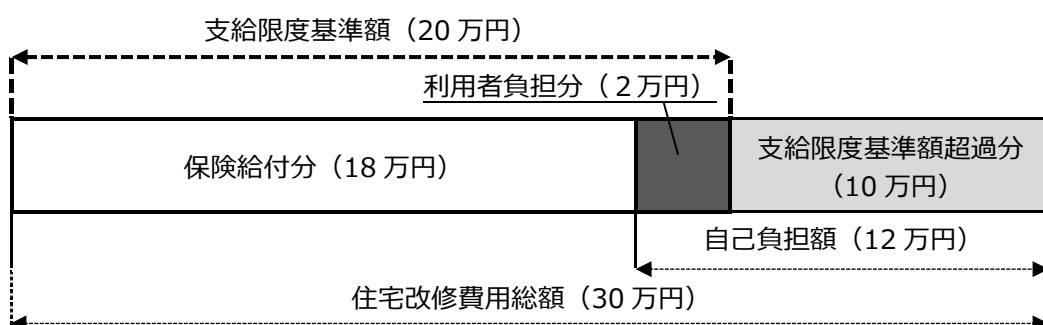 支給限度基準額（20 万円）
利用者負担分（２万円）
保険給付分（18 万円）
支給限度基準額超過分
（10 万円）
自己負担額（12 万円）
住宅改修費用総額（30 万円）